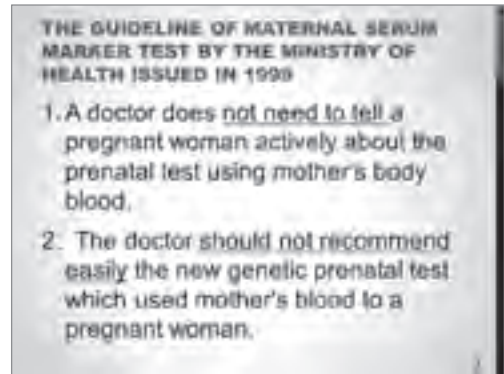 THE GUIDELINE OF MATERNAL SERUM
MARKER TEST BY THE MINISTRY OF
HEALTH ISSUED IN 1999
1. A doctor does not need to tell a
pregnant woman actively about the
prenatal test using mother's body
blood.
2. The doctor should not recommend
easily the new genetic prenatal test
which used mother's blood to a
pregnant woman.